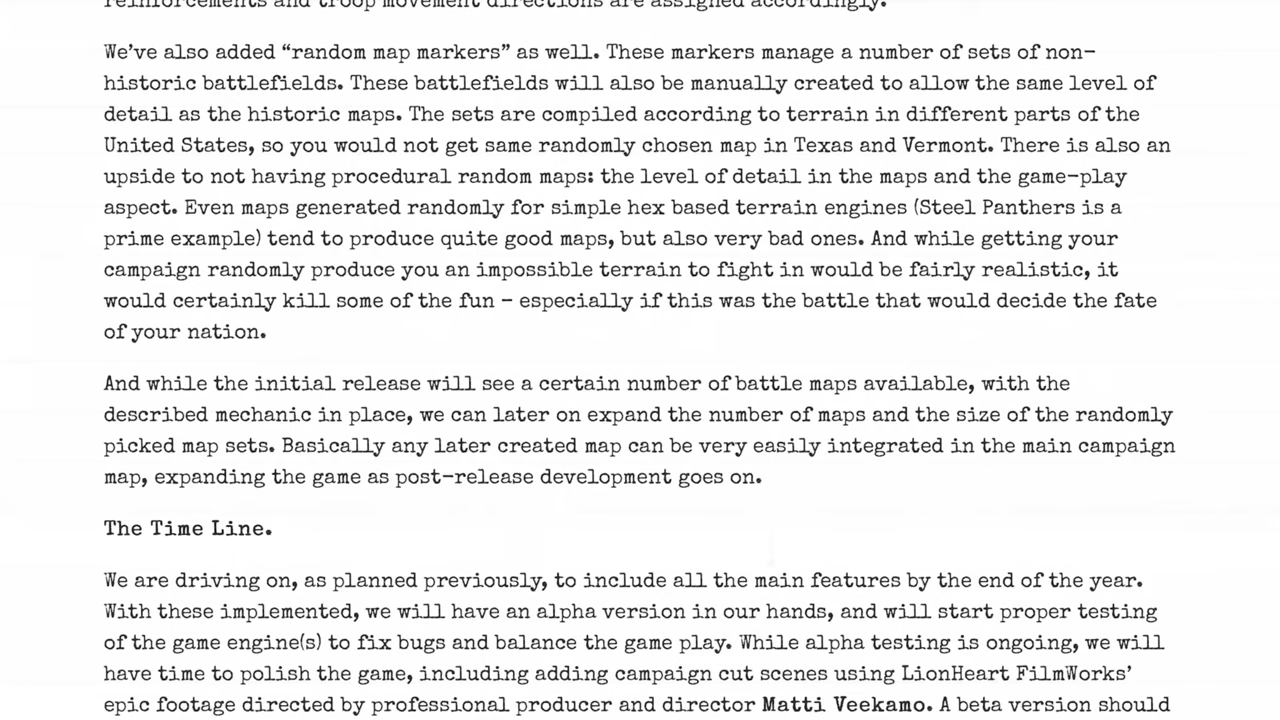 reinforcements and troop movement directions are assigned accordingly.
We’ve also added “random map markers” as well. These markers manage a number of sets of non-
historic battlefields. These battlefields will also be manually created to allow the same level of
detail as the historic maps. The sets are compiled according to terrain in different parts of the
United States, so you would not get same randomly chosen map in Texas and Vermont. There is also an
upside to not having procedural random maps: the level of detail in the maps and the game-play
aspect. Even maps generated randomly for simple hex based terrain engines (Steel Panthers is a
prime example) tend to produce quite good maps, but also very bad ones. And while getting your
campaign randomly produce you an impossible terrain to fight in would be fairly realistic, it
would certainly kill some of the fun – especially if this was the battle that would decide the fate
of your nation.
And while the initial release will see a certain number of battle maps available, with the
described mechanic in place, we can later on expand the number of maps and the size of the randomly
picked map sets. Basically any later created map can be very easily integrated in the main campaign
map, expanding the game as post-release development goes on.
The Time Line.
We are driving on, as planned previously, to include all the main features by the end of the year.
With these implemented, we will have an alpha version in our hands, and will start proper testing
of the game engine(s) to fix bugs and balance the game play. While alpha testing is ongoing, we will
have time to polish the game, including adding campaign cut scenes using LionHeart FilmWorks’
epic footage directed by professional producer and director Matti Veekamo. A beta version should